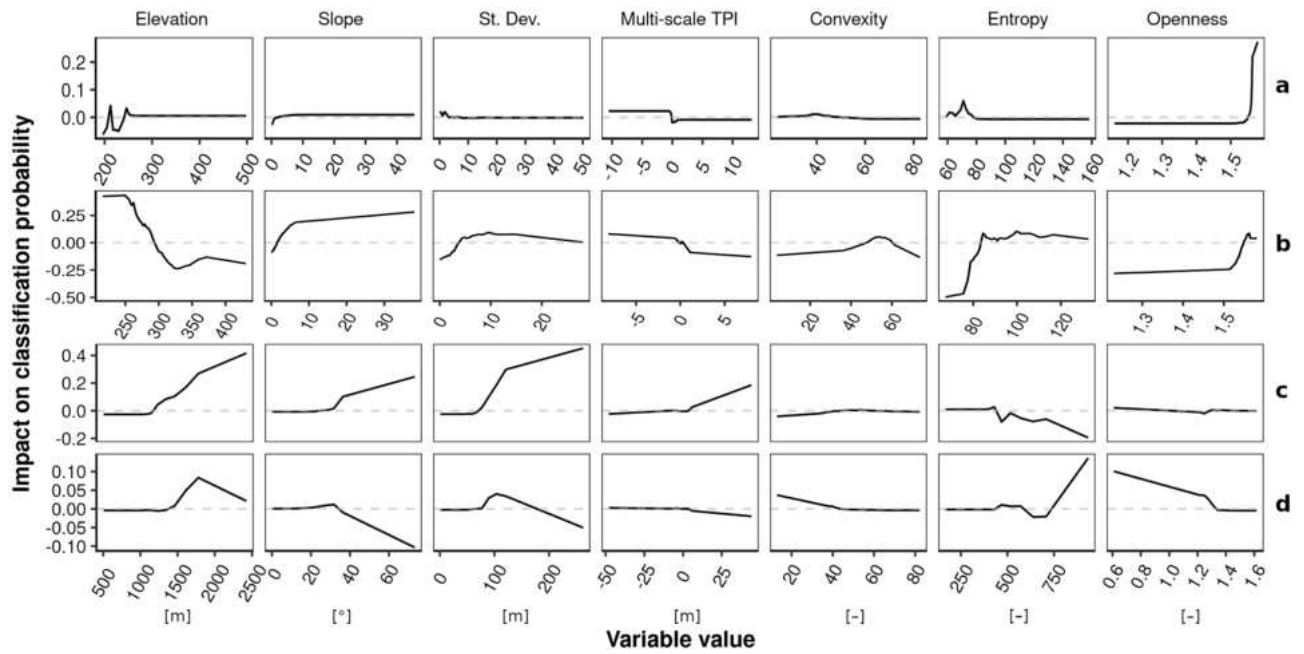 Elevation Slope St. Dev. Multi-scale TPI Convexity Entropy Openness
Impact on classification probability
0.2
0.1
0.0
a
200 300 400 500 0 10 20 30 40 0 10 20 30 40 50 -10 -5 0 5 10 20 40 60 80 60 80 100 120 140 160 1.2 1.3 1.4 1.5
0.25
0.00
-0.25
-0.50
b
250 300 350 400 0 10 20 30 0 10 20 -5 0 5 0 20 40 60 80 100 120 1.3 1.4 1.5
0.4
0.2
0.0
-0.2
c
0.10
0.05
0.00
-0.05
-0.10
d
500 1000 1500 2000 2500 0 20 40 60 0 100 200 -50 -25 0 25 20 40 60 80 250 500 750 0.6 0.8 1.0 1.2 1.4 1.6
[m] [°] [m] [m] [-] [-] [-]
Variable value